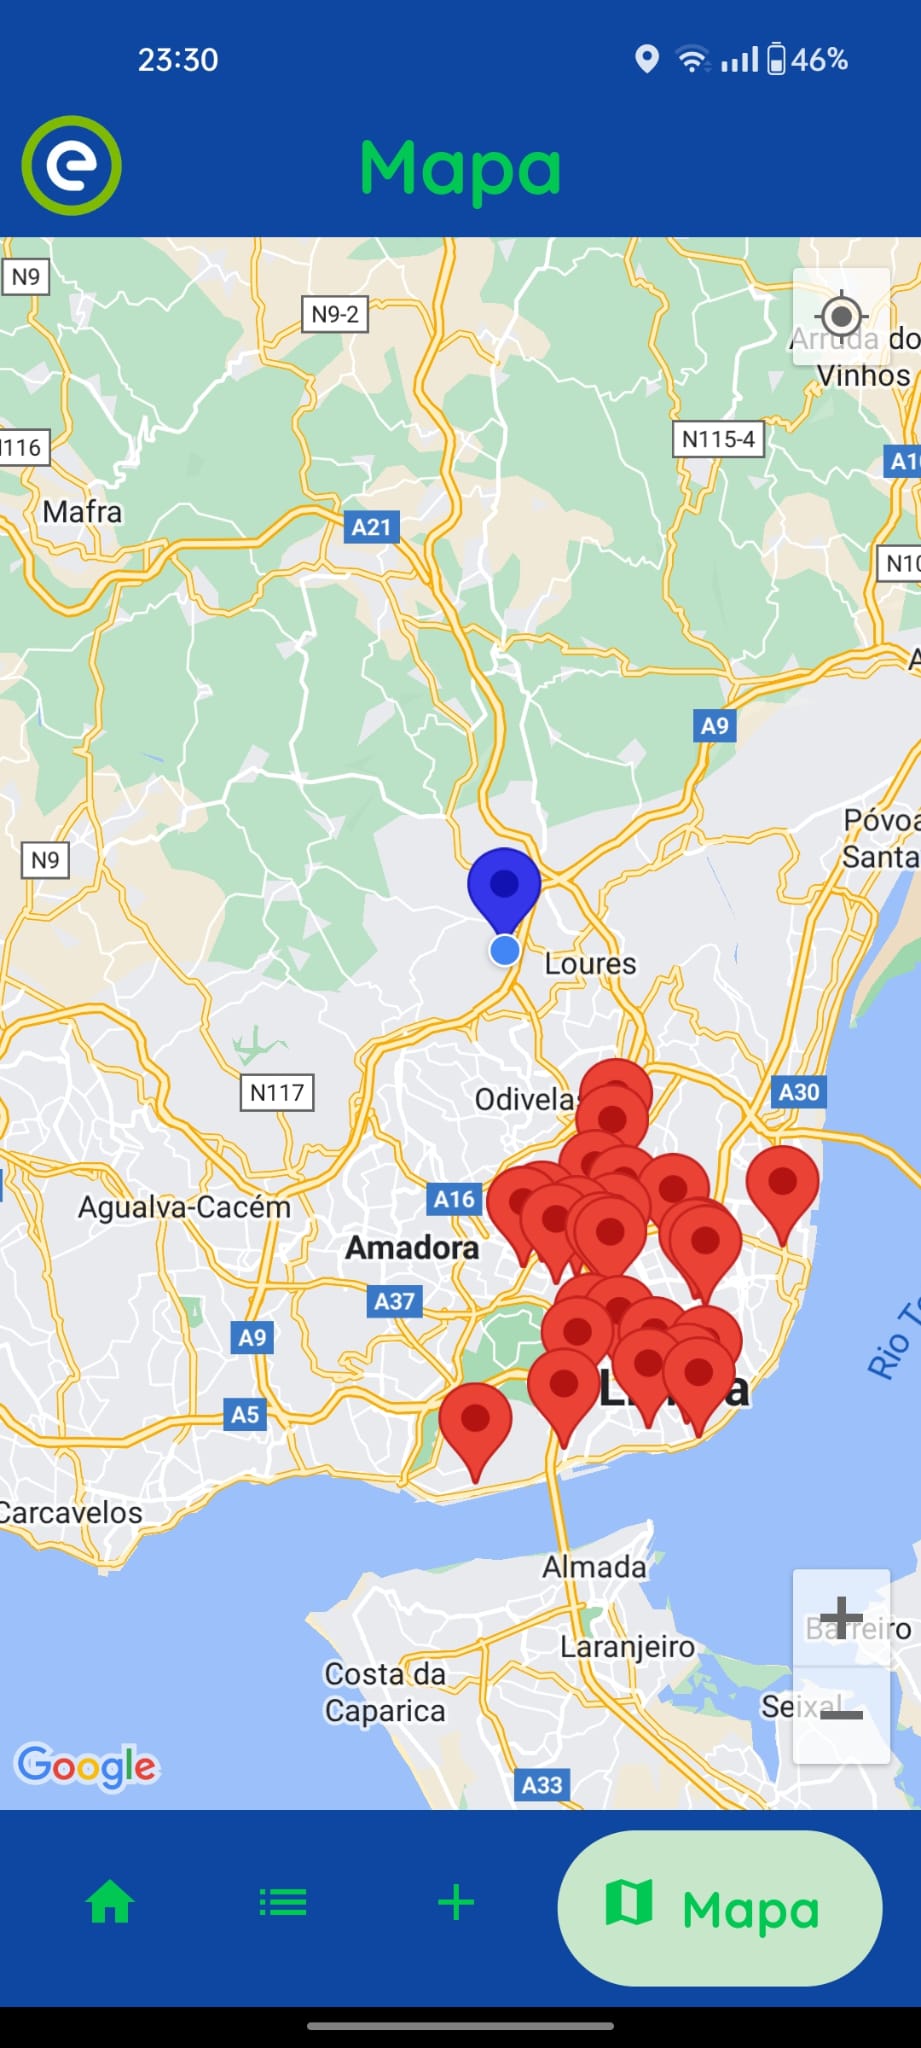 23:30
46%
e
Mapa
N9
N9-2
Arruda do
Vinhos
N115-4
116
A1
Mafra
A21
N10
A9
Póvoa
Santa
N9
Loures
N117
Odivelas
A30
A16
Agualva-Cacém
Amadora
A37
A9
Rio T
A5
Carcavelos
Almada
Barreiro
Laranjeiro
Costa da
Caparica
Seixal
Google
A33
Mapa